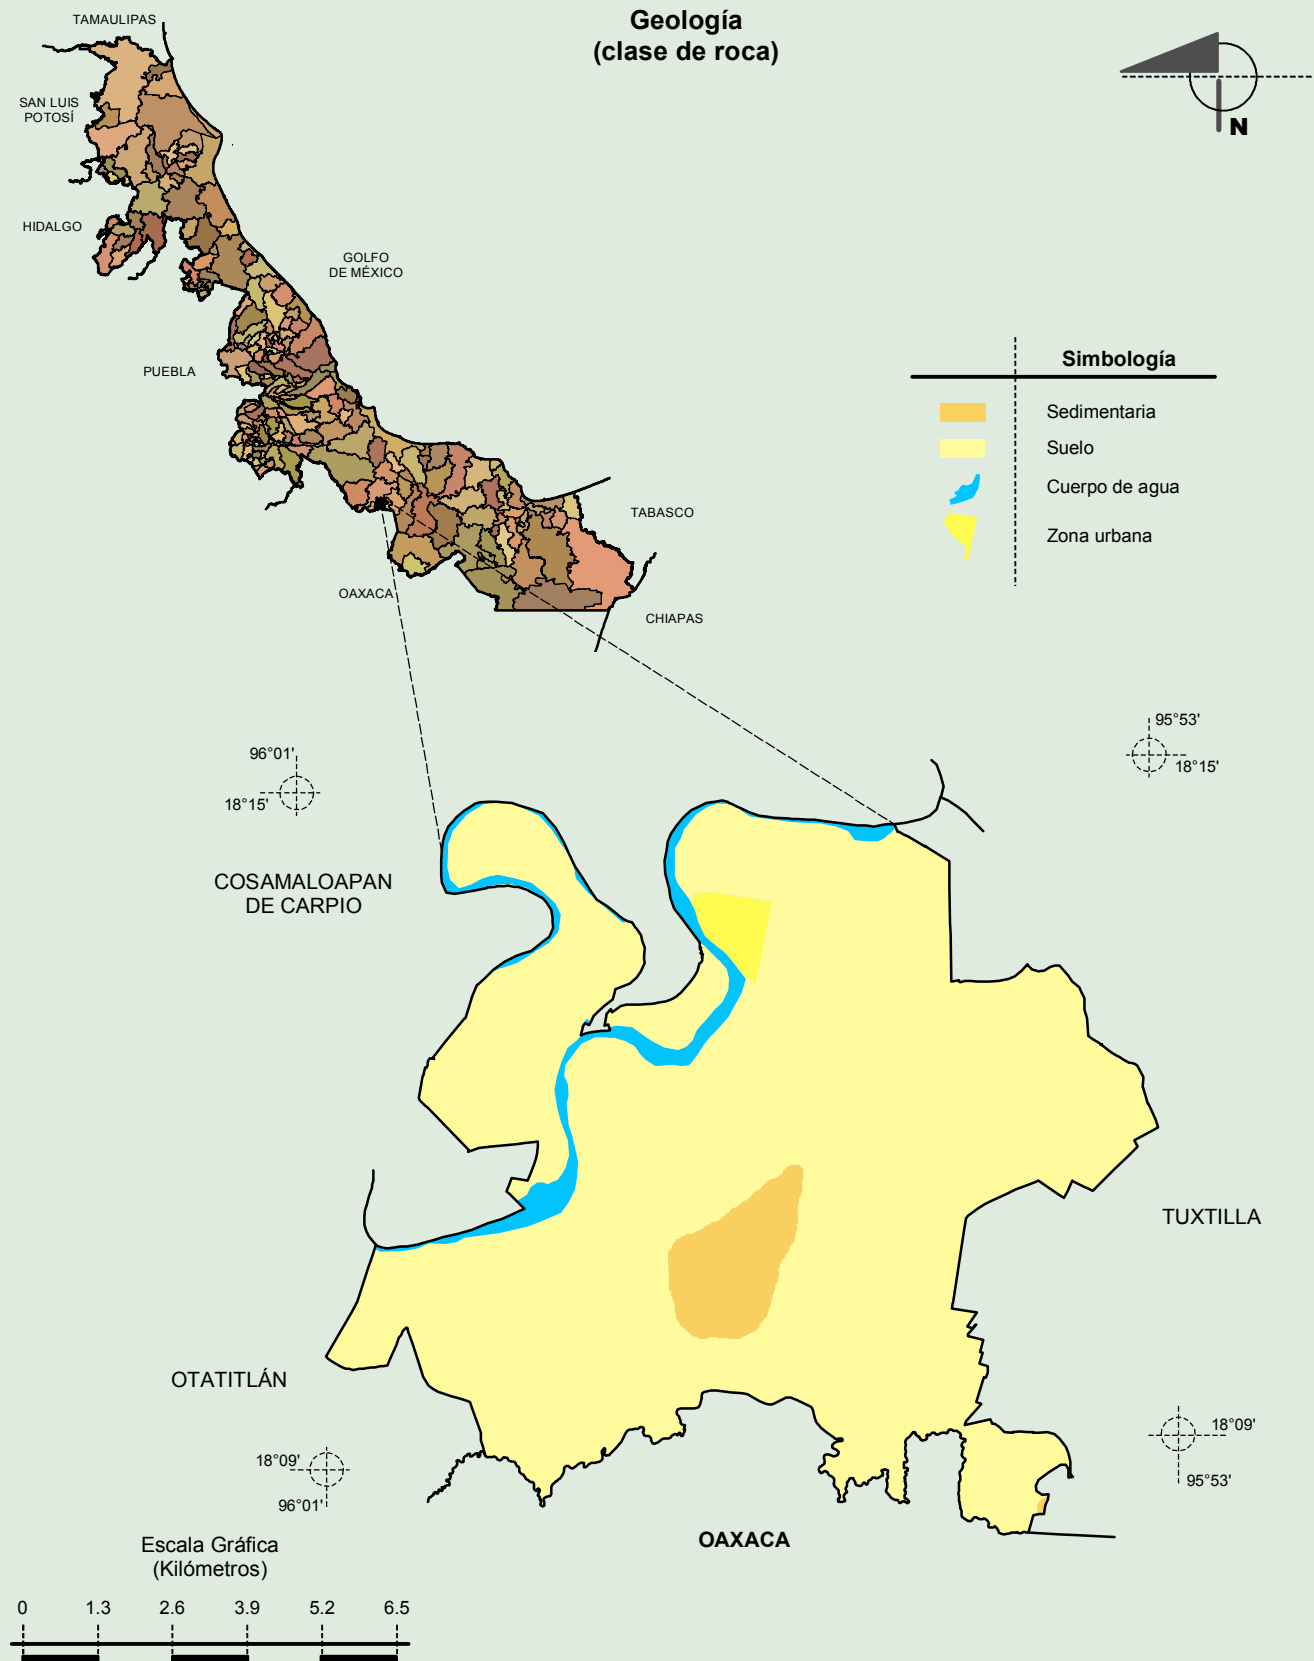 Geología
(clase de roca)
N
TAMAULIPAS
SAN LUIS
POTOSÍ
HIDALGO
GOLFO
DE MÉXICO
PUEBLA
TABASCO
OAXACA
CHIAPAS
Simbología
Sedimentaria
Suelo
Cuerpo de agua
Zona urbana
96°01'
18°15'
95°53'
18°15'
COSAMALOAPAN
DE CARPIO
TUXTILLA
OTATITLÁN
18°09'
96°01'
18°09'
95°53'
OAXACA
Escala Gráfica
(Kilómetros)
0 1.3 2.6 3.9 5.2 6.5